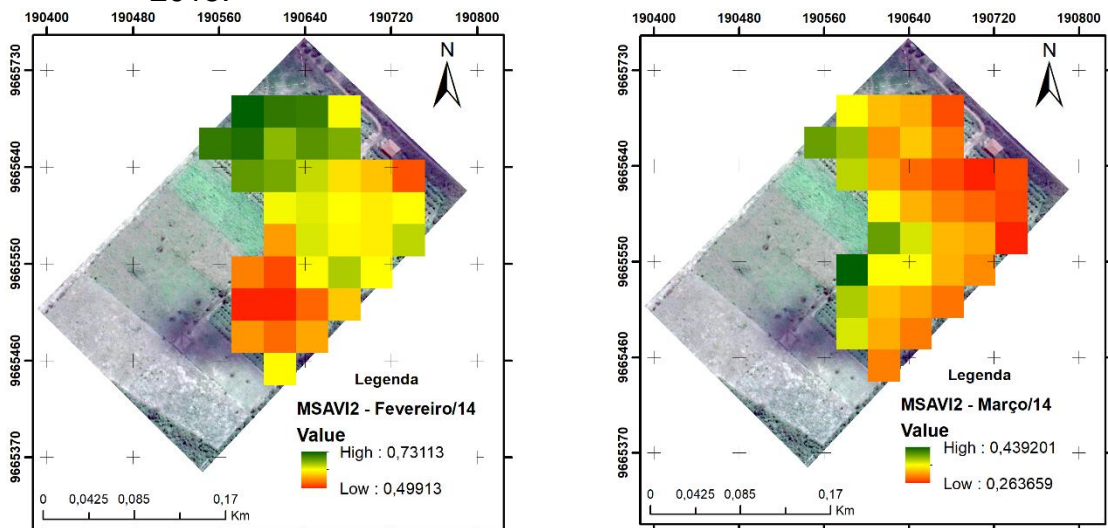 190400 190480 190560 190640 190720 190800
9665730
9665640
9665550
9665460
9665370
N
Legenda
MSAVI2 - Fevereiro/14
Value
High : 0,73113
Low : 0,49913
0 0,0425 0,085 0,17
Km
190400 190480 190560 190640 190720 190800
9665730
9665640
9665550
9665460
9665370
N
Legenda
MSAVI2 - Março/14
Value
High : 0,439201
Low : 0,263659
0 0,0425 0,085 0,17
Km